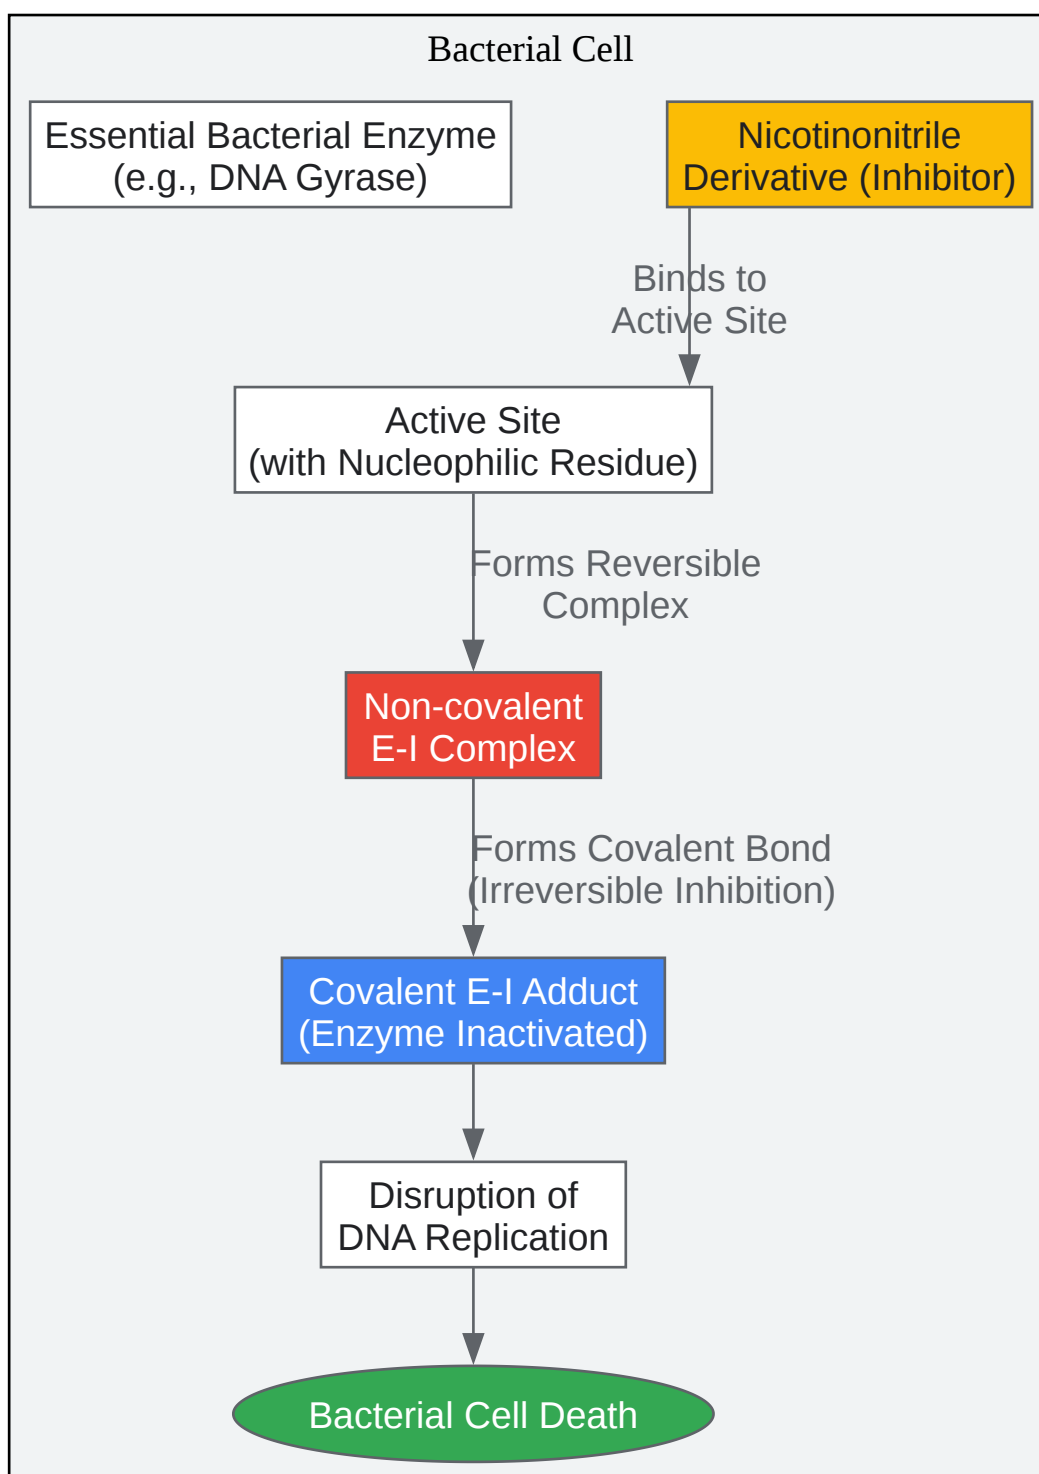 Bacterial Cell
Essential Bacterial Enzyme
(e.g., DNA Gyrase)
Nicotinonitrile
Derivative (Inhibitor)
Binds to
Active Site
Active Site
(with Nucleophilic Residue)
Forms Reversible
Complex
Non-covalent
E-I Complex
Forms Covalent Bond
(Irreversible Inhibition)
Covalent E-I Adduct
(Enzyme Inactivated)
Disruption of
DNA Replication
Bacterial Cell Death